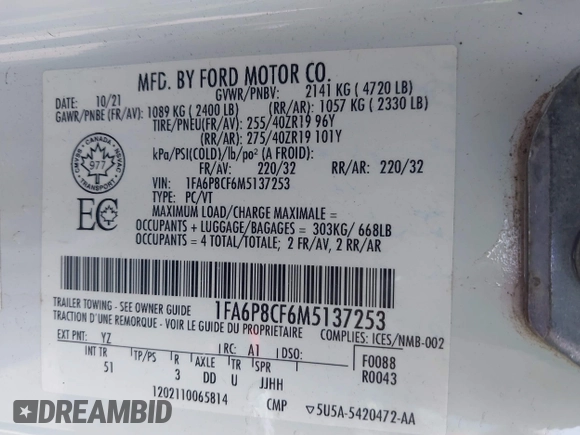 MFD. BY FORD MOTOR CO.
DATE: 10/21 GVWR/PNBV: 2141 KG ( 4720 LB)
GAWR/PNBE (FR/AV): 1089 KG ( 2400 LB) (RR/AR): 1057 KG ( 2330 LB)
TIRE/PNEU(FR/AV): 255/40ZR19 96Y
(RR/AR): 275/40ZR19 101Y
kPa/PSI(COLD)/lb/po² (A FROID):
FR/AV: 220/32 RR/AR: 220/32
VIN: 1FA6P8CF6M5137253
TYPE: PC/VT
MAXIMUM LOAD/CHARGE MAXIMALE =
OCCUPANTS + LUGGAGE/BAGAGES = 303KG/ 668LB
OCCUPANTS = 4 TOTAL/TOTALE; 2 FR/AV, 2 RR/AR
CANADA
977
TRANSPORT
NSVAC
CMVSS
EC
1FA6P8CF6M5137253
TRAILER TOWING - SEE OWNER GUIDE
TRACTION D'UNE REMORQUE - VOIR LE GUIDE DU PROPRIETAIRE
COMPLIES: ICES/NMB-002
EXT PNT: YZ RC: A1 DSO: F0088
INT TR TP/PS R AXLE TR SPR R0043
51 3 DD U JJHH
1202110065814 CMP ▽5U5A-5420472-AA
DREAMBID